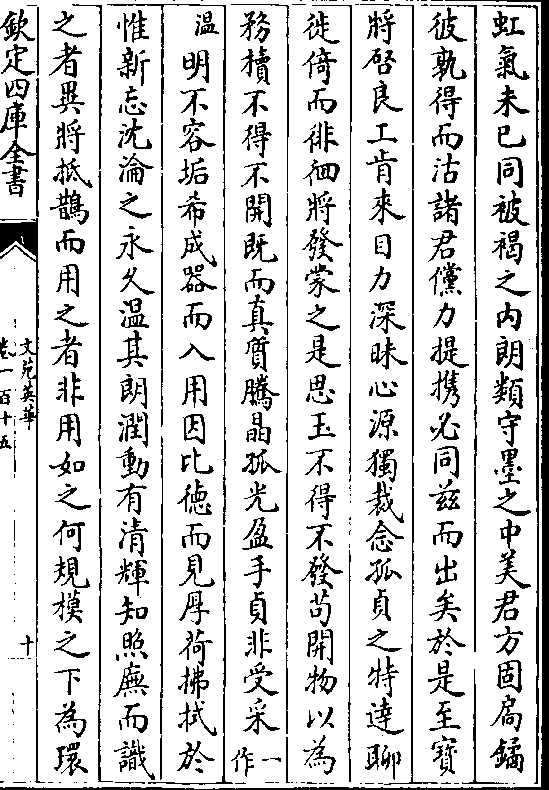 虹氣未已同被褐之内朗類守墨之中美君方固扃鐍
彼孰得而沽諸君儻力提携必同兹而出矣於是至寳
將啓良工肯來目力深昧心源獨裁念孤貞之特達聊
徙倚而徘徊將發蒙之是思玉不得不發苟開物以為
務櫝不得不開既而真質騰晶孤光盈手貞非受采一作
温明不容垢希成器而入用因比徳而見厚荷拂拭於
惟新忘沈淪之永久温其朗潤動有清輝知照廡而識
之者異將抵鵲而用之者非用如之何規模之下為環
欽定四庫全書
文苑英華
卷一百十五
十